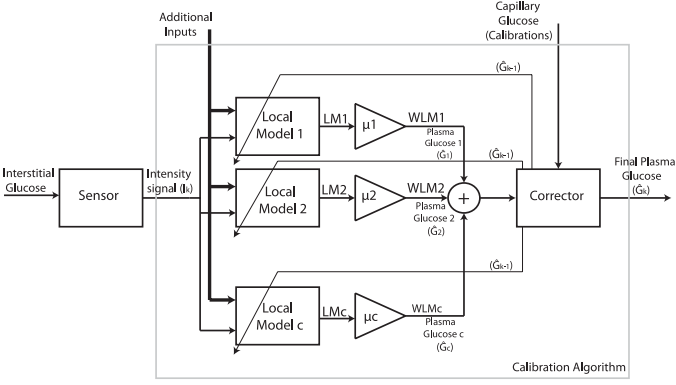 Additional
Inputs
Capillary
Glucose
(Calibrations)
(Ĝk-1)
Local
Model 1
LM1
μ1
WLM1
Plasma
Glucose 1
(Ĝ1)
(Ĝk-1)
Interstitial
Glucose
Sensor
Intensity
signal (Ik)
Local
Model 2
LM2
μ2
WLM2
Plasma
Glucose 2
(Ĝ2)
+
Corrector
Final Plasma
Glucose
(Ĝk)
(Ĝk-1)
Local
Model c
LMc
μc
WLMc
Plasma
Glucose c
(Ĝc)
Calibration Algorithm